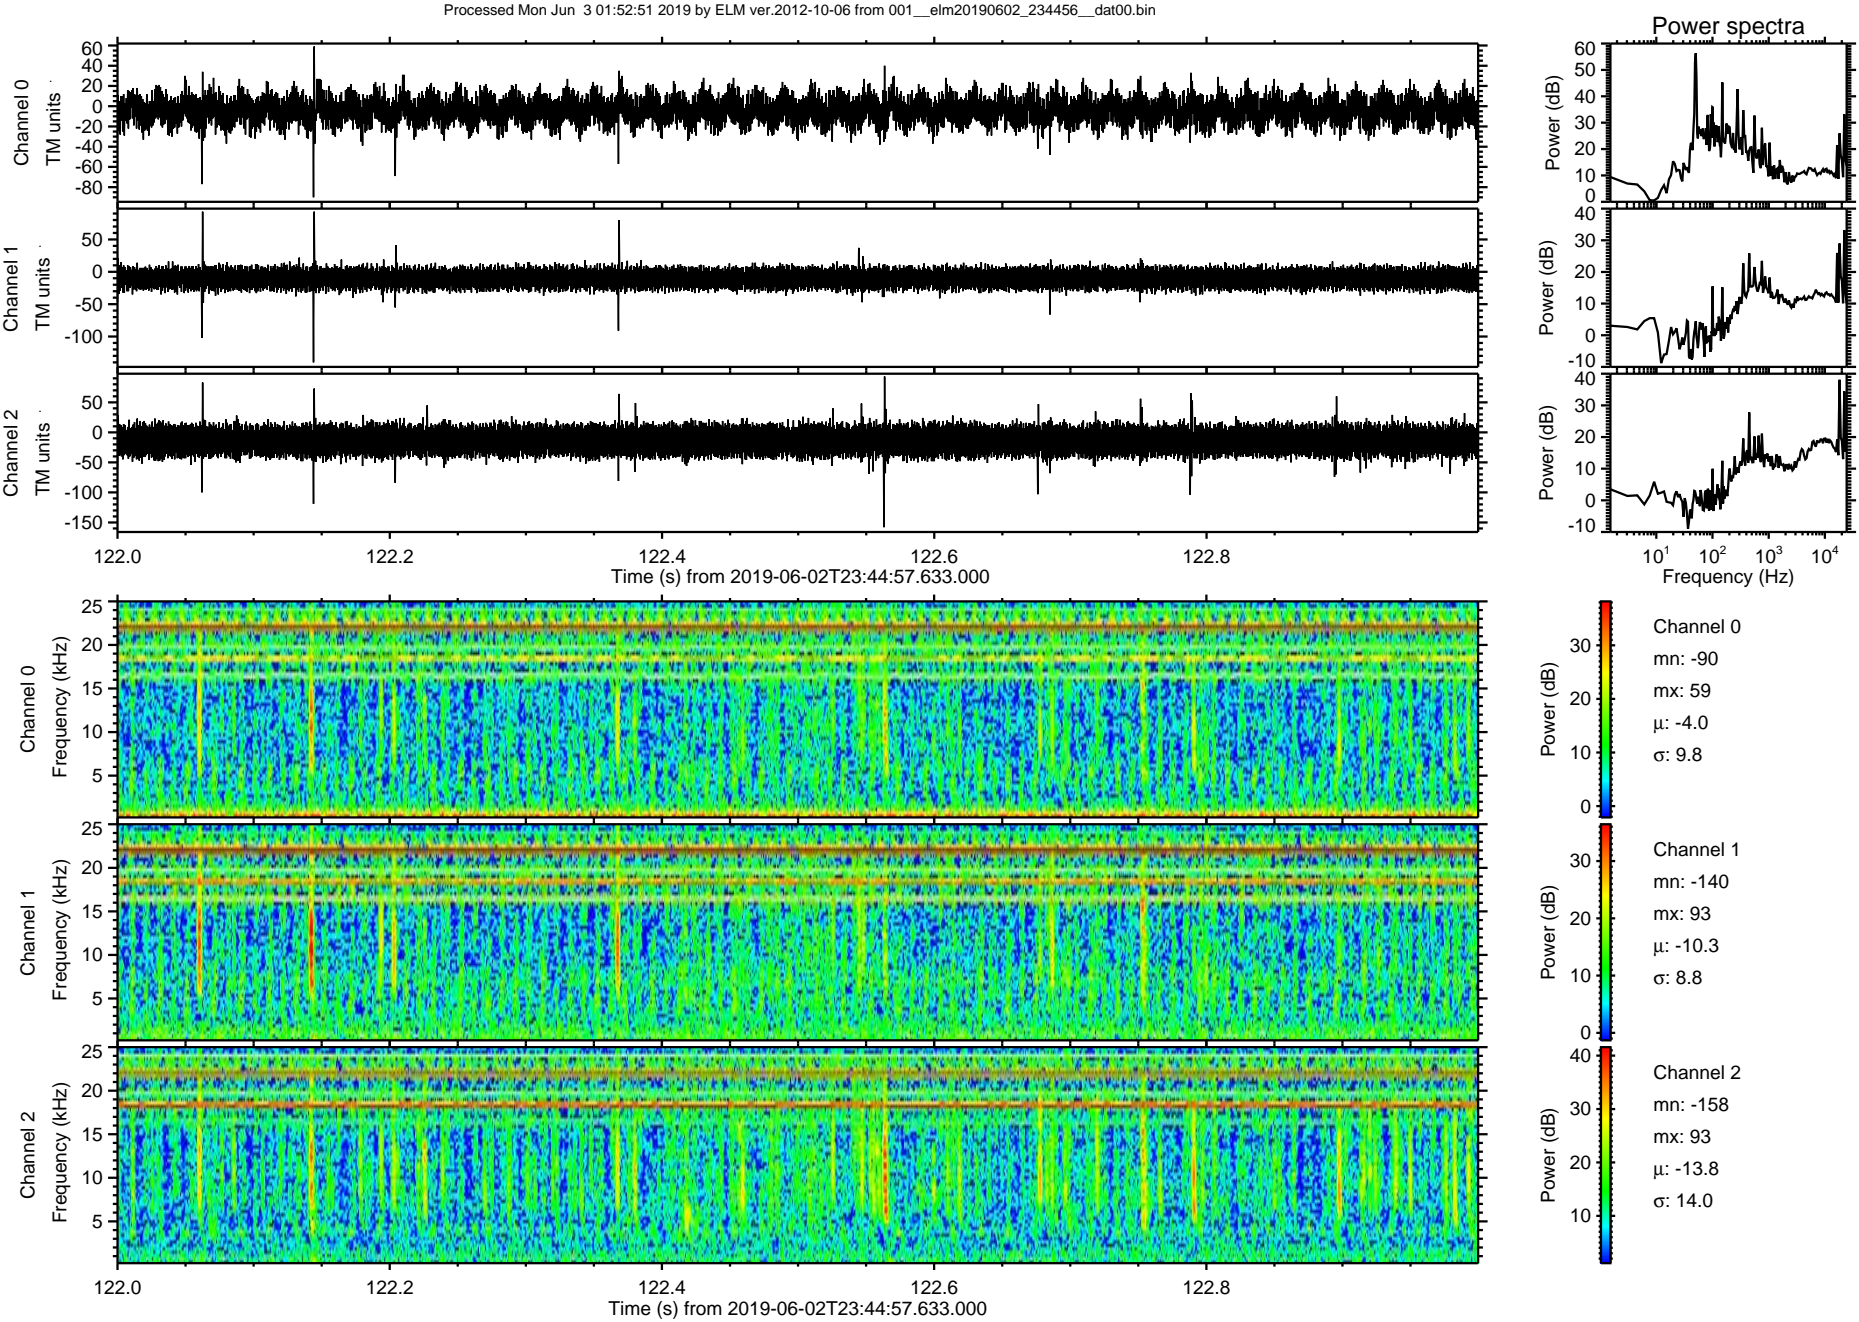 Processed Mon Jun  3 01:52:51 2019 by ELM ver.2012-10-06 from 001__elm20190602_234456__dat00.bin
Power spectra
Channel 0
TM units
60
40
20
0
-20
-40
-60
-80
Power (dB)
60
50
40
30
20
10
0
Channel 1
TM units
50
0
-50
-100
Power (dB)
40
30
20
10
0
-10
Channel 2
TM units
50
0
-50
-100
-150
Power (dB)
40
30
20
10
0
-10
122.0 122.2 122.4 122.6 122.8
Time (s) from 2019-06-02T23:44:57.633.000
10^1 10^2 10^3 10^4
Frequency (Hz)
Channel 0
Frequency (kHz)
25
20
15
10
5
Power (dB)
30
20
10
0
Channel 0
mn: -90
mx: 59
μ: -4.0
σ: 9.8
Channel 1
Frequency (kHz)
25
20
15
10
5
Power (dB)
30
20
10
0
Channel 1
mn: -140
mx: 93
μ: -10.3
σ: 8.8
Channel 2
Frequency (kHz)
25
20
15
10
5
Power (dB)
40
30
20
10
Channel 2
mn: -158
mx: 93
μ: -13.8
σ: 14.0
122.0 122.2 122.4 122.6 122.8
Time (s) from 2019-06-02T23:44:57.633.000